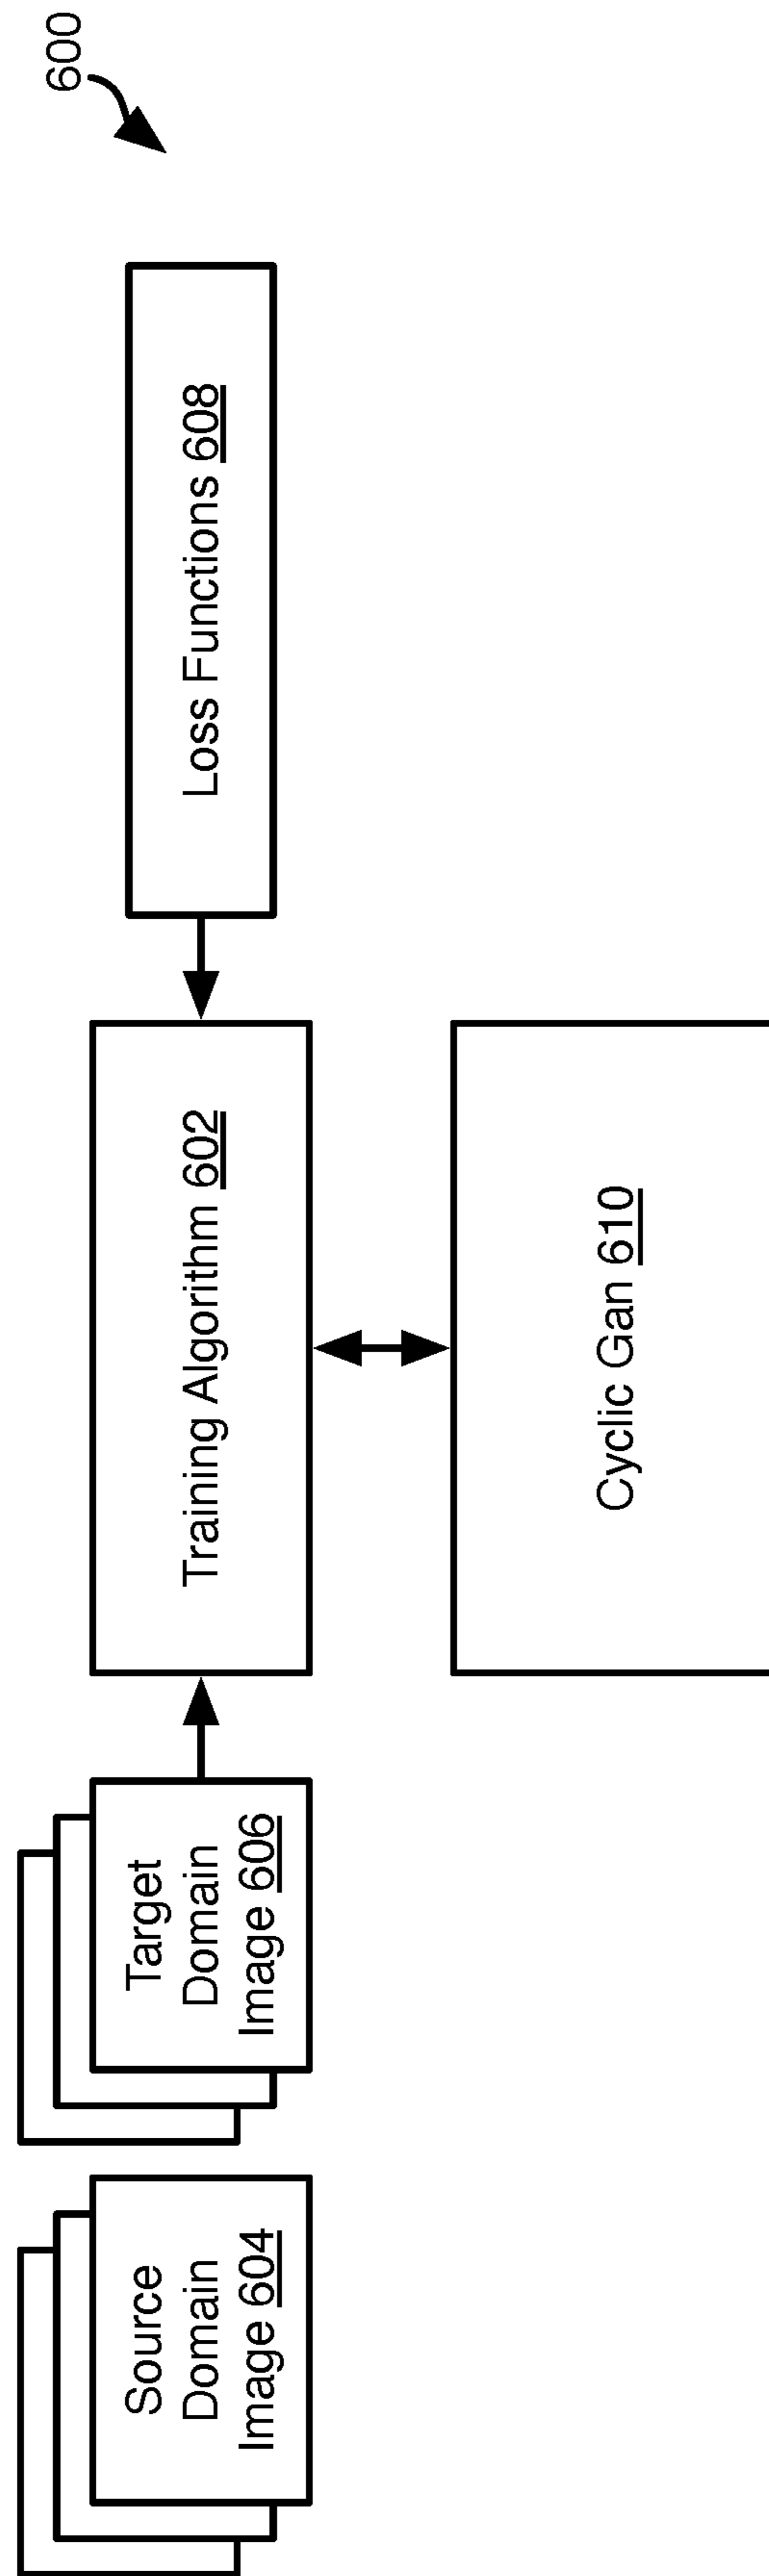 600
Source
Domain
Image 604
Target
Domain
Image 606
Training Algorithm 602
Loss Functions 608
Cyclic Gan 610